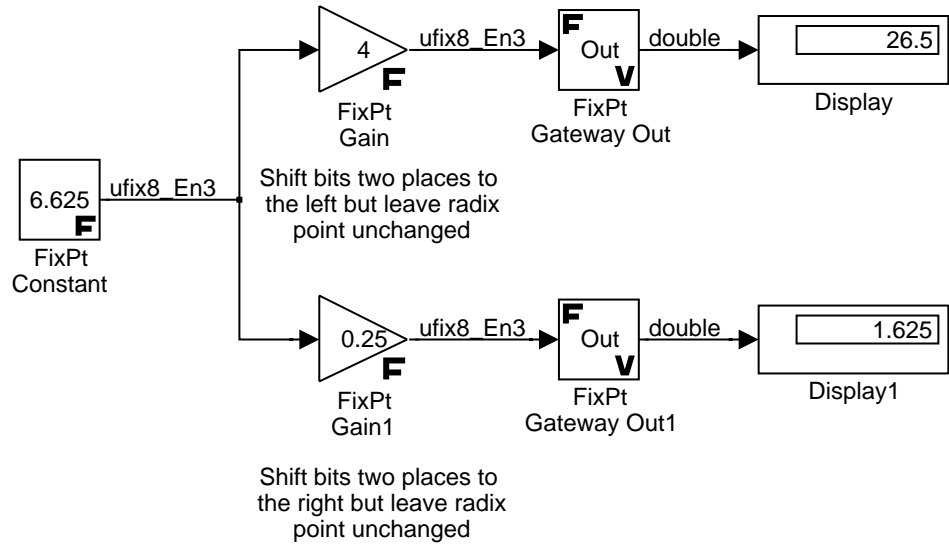 4
F
ufix8_En3
F
Out
V
double
26.5
FixPt
Gain
FixPt
Gateway Out
Display
6.625
F
ufix8_En3
FixPt
Constant
Shift bits two places to
the left but leave radix
point unchanged
0.25
F
ufix8_En3
F
Out
V
double
1.625
FixPt
Gain1
FixPt
Gateway Out1
Display1
Shift bits two places to
the right but leave radix
point unchanged